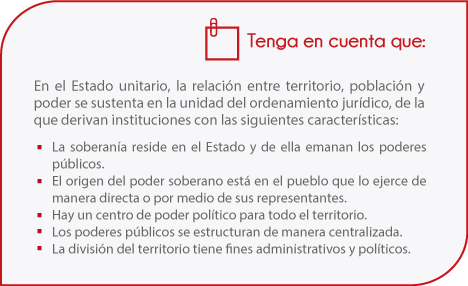 Tenga en cuenta que:
En el Estado unitario, la relación entre territorio, población y
poder se sustenta en la unidad del ordenamiento jurídico, de la
que derivan instituciones con las siguientes características:
▪ La soberanía reside en el Estado y de ella emanan los poderes
públicos.
▪ El origen del poder soberano está en el pueblo que lo ejerce de
manera directa o por medio de sus representantes.
▪ Hay un centro de poder político para todo el territorio.
▪ Los poderes públicos se estructuran de manera centralizada.
▪ La división del territorio tiene fines administrativos y políticos.